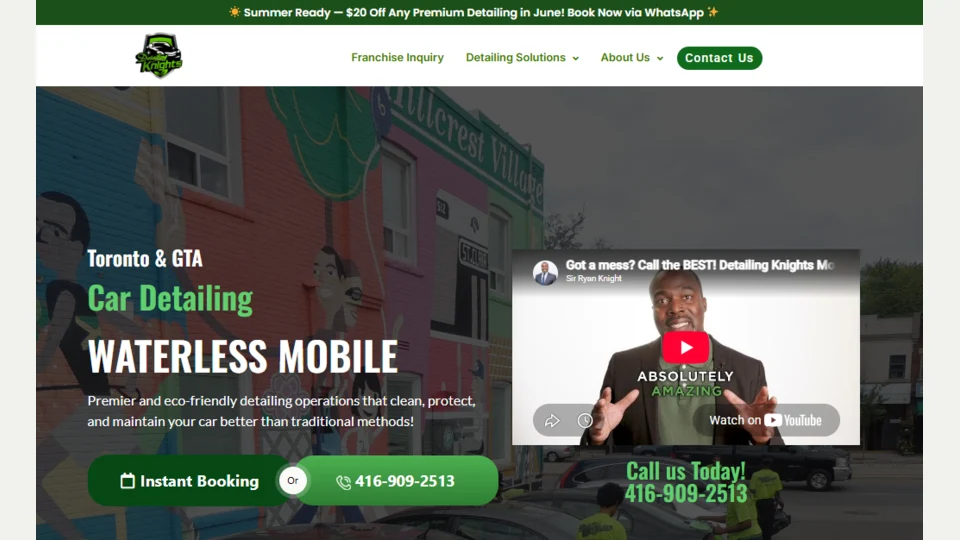 ☀️ Summer Ready — $20 Off Any Premium Detailing in June! Book Now via WhatsApp ✨
Detailing
Knights
Franchise Inquiry
Detailing Solutions
About Us
Contact Us
Hillcrest Village
Toronto & GTA
Car Detailing
WATERLESS MOBILE
Premier and eco-friendly detailing operations that clean, protect,
and maintain your car better than traditional methods!
Instant Booking
Or
416-909-2513
Got a mess? Call the BEST! Detailing Knights Mo
Sir Ryan Knight
ABSOLUTELY
AMAZING
Watch on YouTube
Call us Today!
416-909-2513